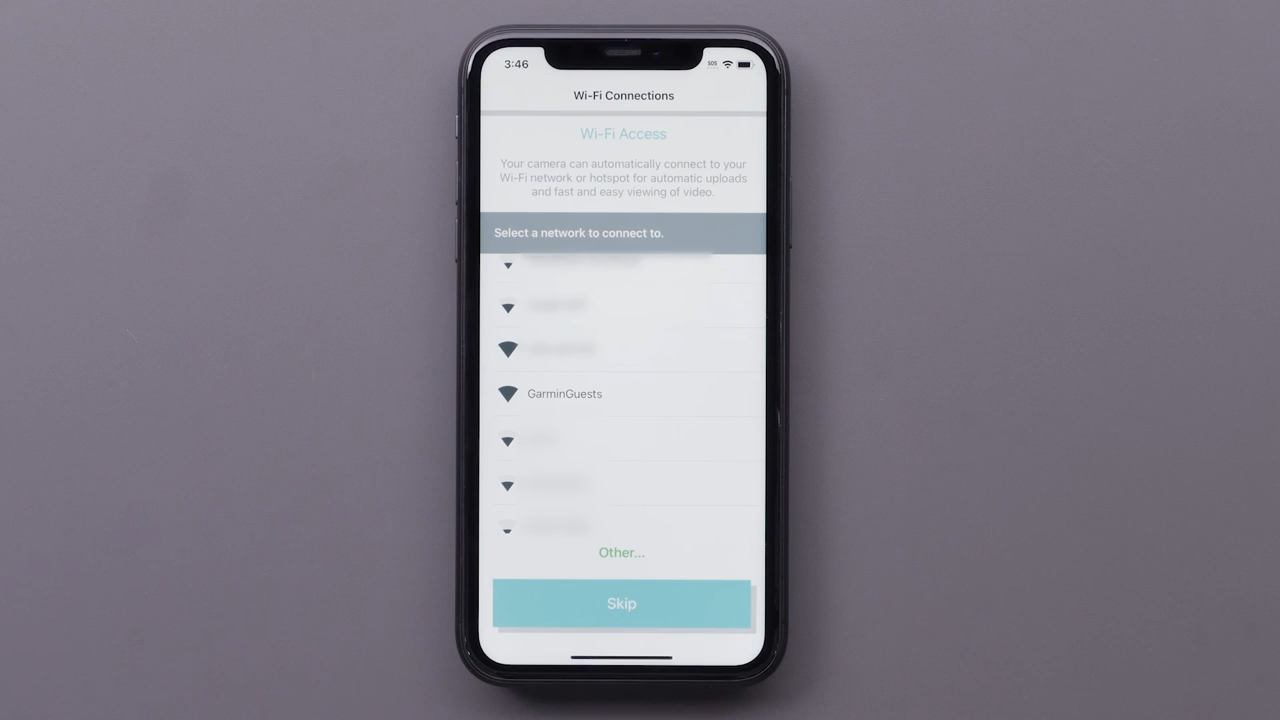 3:46
SOS
Wi-Fi Connections
Wi-Fi Access
Your camera can automatically connect to your
Wi-Fi network or hotspot for automatic uploads
and fast and easy viewing of video.
Select a network to connect to.
GarminGuests
Other...
Skip